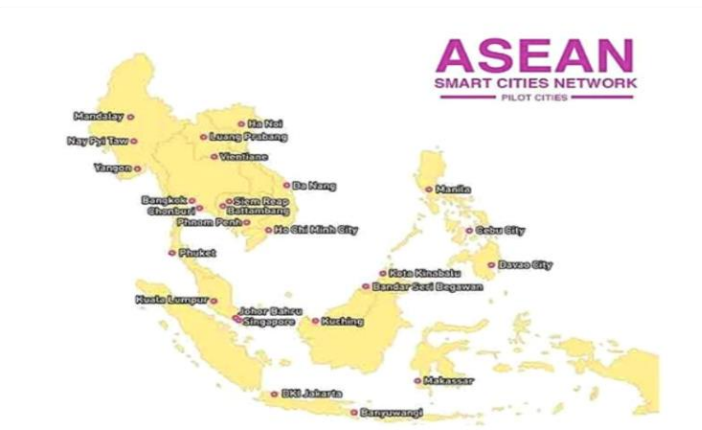 ASEAN
SMART CITIES NETWORK
PILOT CITIES
Mandalay
Ha Noi
Nay Pyi Taw
Luang Prabang
Vientiane
Yangon
Da Nang
Manila
Bangkok
Siem Reap
Chonburi
Battambang
Phnom Penh
Ho Chi Minh City
Cebu City
Phuket
Davao City
Kota Kinabalu
Bandar Seri Begawan
Kuala Lumpur
Johor Bahru
Singapore
Kuching
Makassar
DKI Jakarta
Banyuwangi